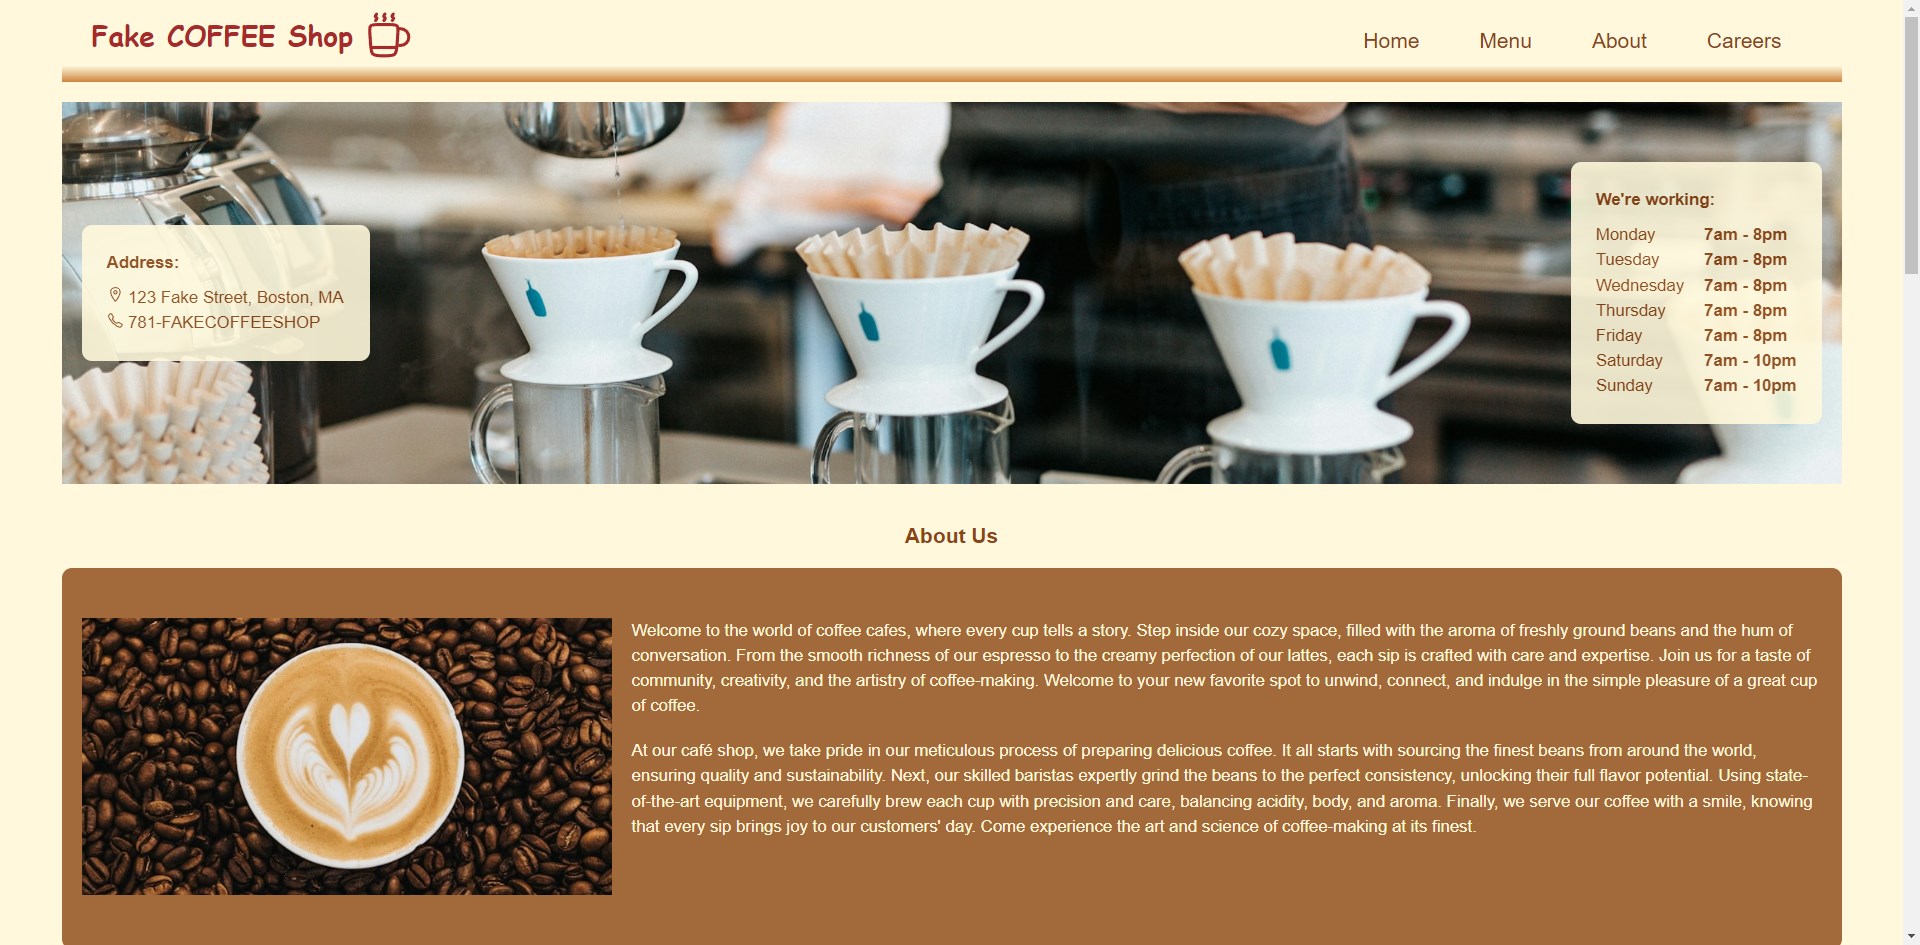 Fake COFFEE Shop
Home Menu About Careers
Address:
123 Fake Street, Boston, MA
781-FAKECOFFEESHOP
We're working:
Monday 7am - 8pm
Tuesday 7am - 8pm
Wednesday 7am - 8pm
Thursday 7am - 8pm
Friday 7am - 8pm
Saturday 7am - 10pm
Sunday 7am - 10pm
About Us
Welcome to the world of coffee cafes, where every cup tells a story. Step inside our cozy space, filled with the aroma of freshly ground beans and the hum of
conversation. From the smooth richness of our espresso to the creamy perfection of our lattes, each sip is crafted with care and expertise. Join us for a taste of
community, creativity, and the artistry of coffee-making. Welcome to your new favorite spot to unwind, connect, and indulge in the simple pleasure of a great cup
of coffee.
At our café shop, we take pride in our meticulous process of preparing delicious coffee. It all starts with sourcing the finest beans from around the world,
ensuring quality and sustainability. Next, our skilled baristas expertly grind the beans to the perfect consistency, unlocking their full flavor potential. Using state-
of-the-art equipment, we carefully brew each cup with precision and care, balancing acidity, body, and aroma. Finally, we serve our coffee with a smile, knowing
that every sip brings joy to our customers' day. Come experience the art and science of coffee-making at its finest.